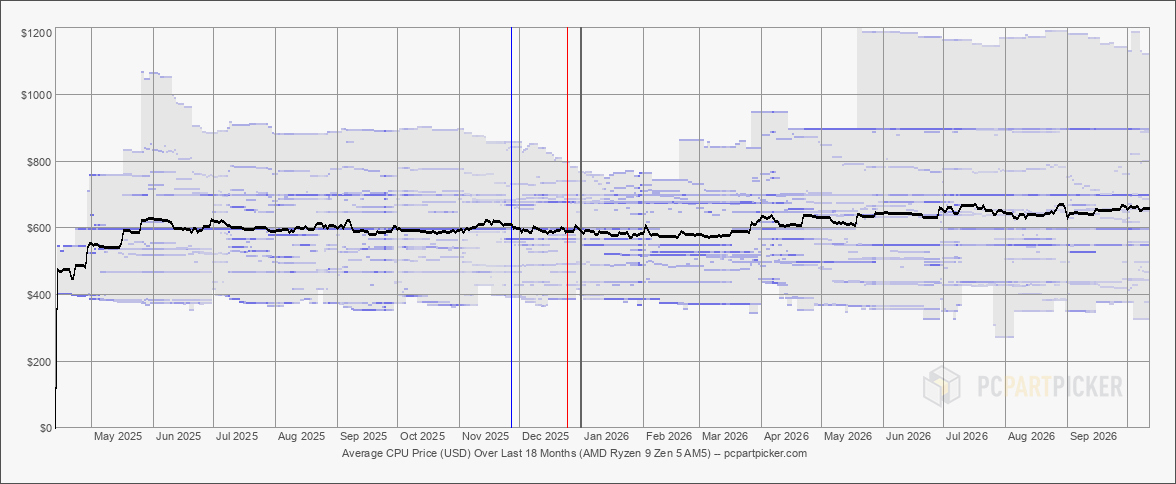 $1200
$1000
$800
$600
$400
$200
$0
PCPARTPICKER
May 2025 Jun 2025 Jul 2025 Aug 2025 Sep 2025 Oct 2025 Nov 2025 Dec 2025 Jan 2026 Feb 2026 Mar 2026 Apr 2026 May 2026 Jun 2026 Jul 2026 Aug 2026 Sep 2026
Average CPU Price (USD) Over Last 18 Months (AMD Ryzen 9 Zen 5 AM5) – pcpartpicker.com